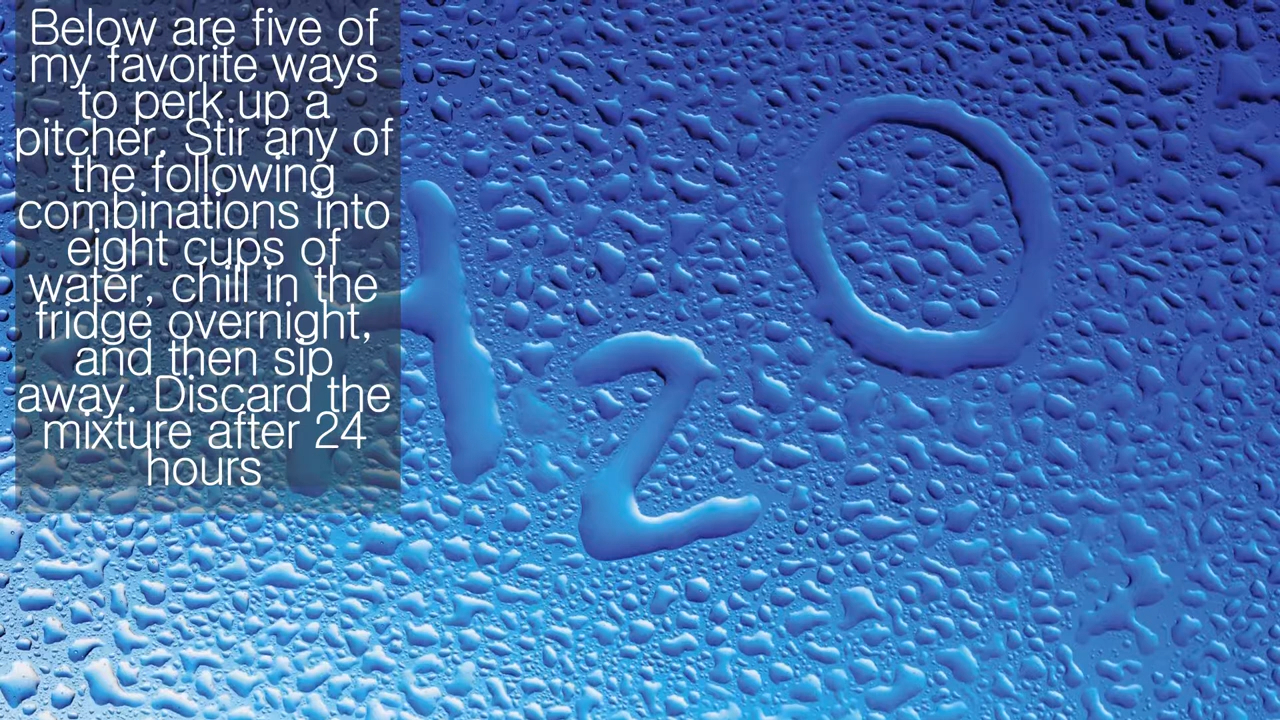 Below are five of
my favorite ways
to perk up a
pitcher. Stir any of
the following
combinations into
eight cups of
water, chill in the
fridge overnight,
and then sip
away. Discard the
mixture after 24
hours
H2O